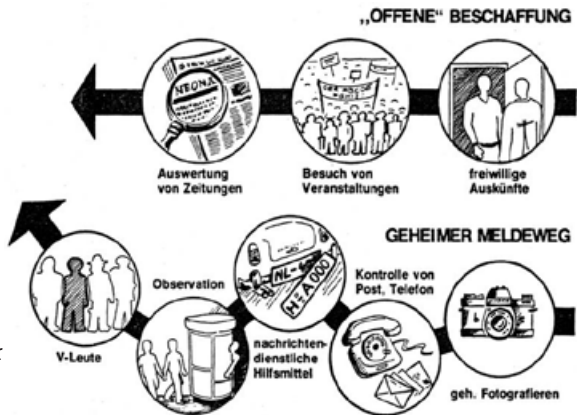 „OFFENE" BESCHAFFUNG
NEONA
Auswertung
von Zeitungen
Besuch von
Veranstaltungen
freiwillige
Auskünfte
GEHEIMER MELDEWEG
V-Leute
Observation
H-A 000
nachrichten-
dienstliche
Hilfsmittel
Kontrolle von
Post, Telefon
geh. Fotografieren